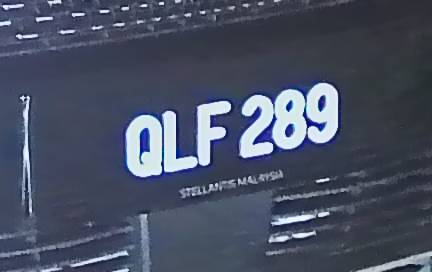 QLF 289
STELLANTIS MALAYSIA